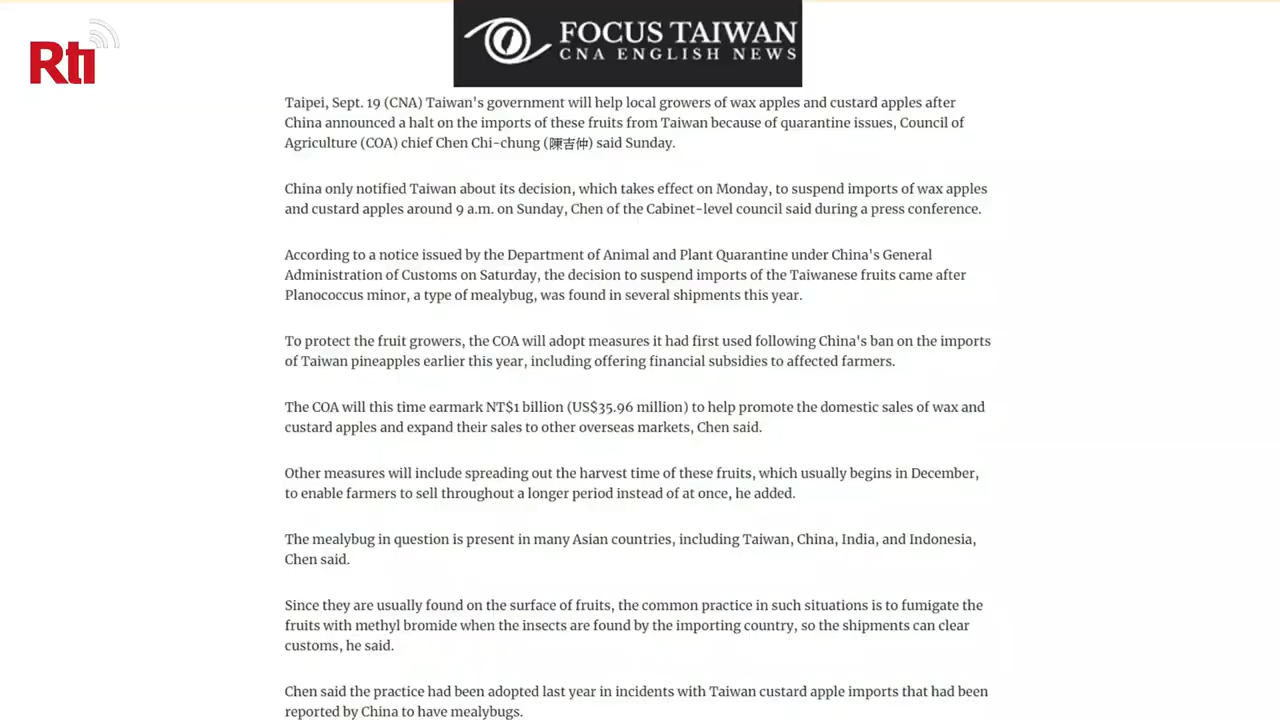 Rti
FOCUS TAIWAN
CNA ENGLISH NEWS
Taipei, Sept. 19 (CNA) Taiwan's government will help local growers of wax apples and custard apples after
China announced a halt on the imports of these fruits from Taiwan because of quarantine issues, Council of
Agriculture (COA) chief Chen Chi-chung (陳吉仲) said Sunday.
China only notified Taiwan about its decision, which takes effect on Monday, to suspend imports of wax apples
and custard apples around 9 a.m. on Sunday, Chen of the Cabinet-level council said during a press conference.
According to a notice issued by the Department of Animal and Plant Quarantine under China's General
Administration of Customs on Saturday, the decision to suspend imports of the Taiwanese fruits came after
Planococcus minor, a type of mealybug, was found in several shipments this year.
To protect the fruit growers, the COA will adopt measures it had first used following China's ban on the imports
of Taiwan pineapples earlier this year, including offering financial subsidies to affected farmers.
The COA will this time earmark NT$1 billion (US$35.96 million) to help promote the domestic sales of wax and
custard apples and expand their sales to other overseas markets, Chen said.
Other measures will include spreading out the harvest time of these fruits, which usually begins in December,
to enable farmers to sell throughout a longer period instead of at once, he added.
The mealybug in question is present in many Asian countries, including Taiwan, China, India, and Indonesia,
Chen said.
Since they are usually found on the surface of fruits, the common practice in such situations is to fumigate the
fruits with methyl bromide when the insects are found by the importing country, so the shipments can clear
customs, he said.
Chen said the practice had been adopted last year in incidents with Taiwan custard apple imports that had been
reported by China to have mealybugs.